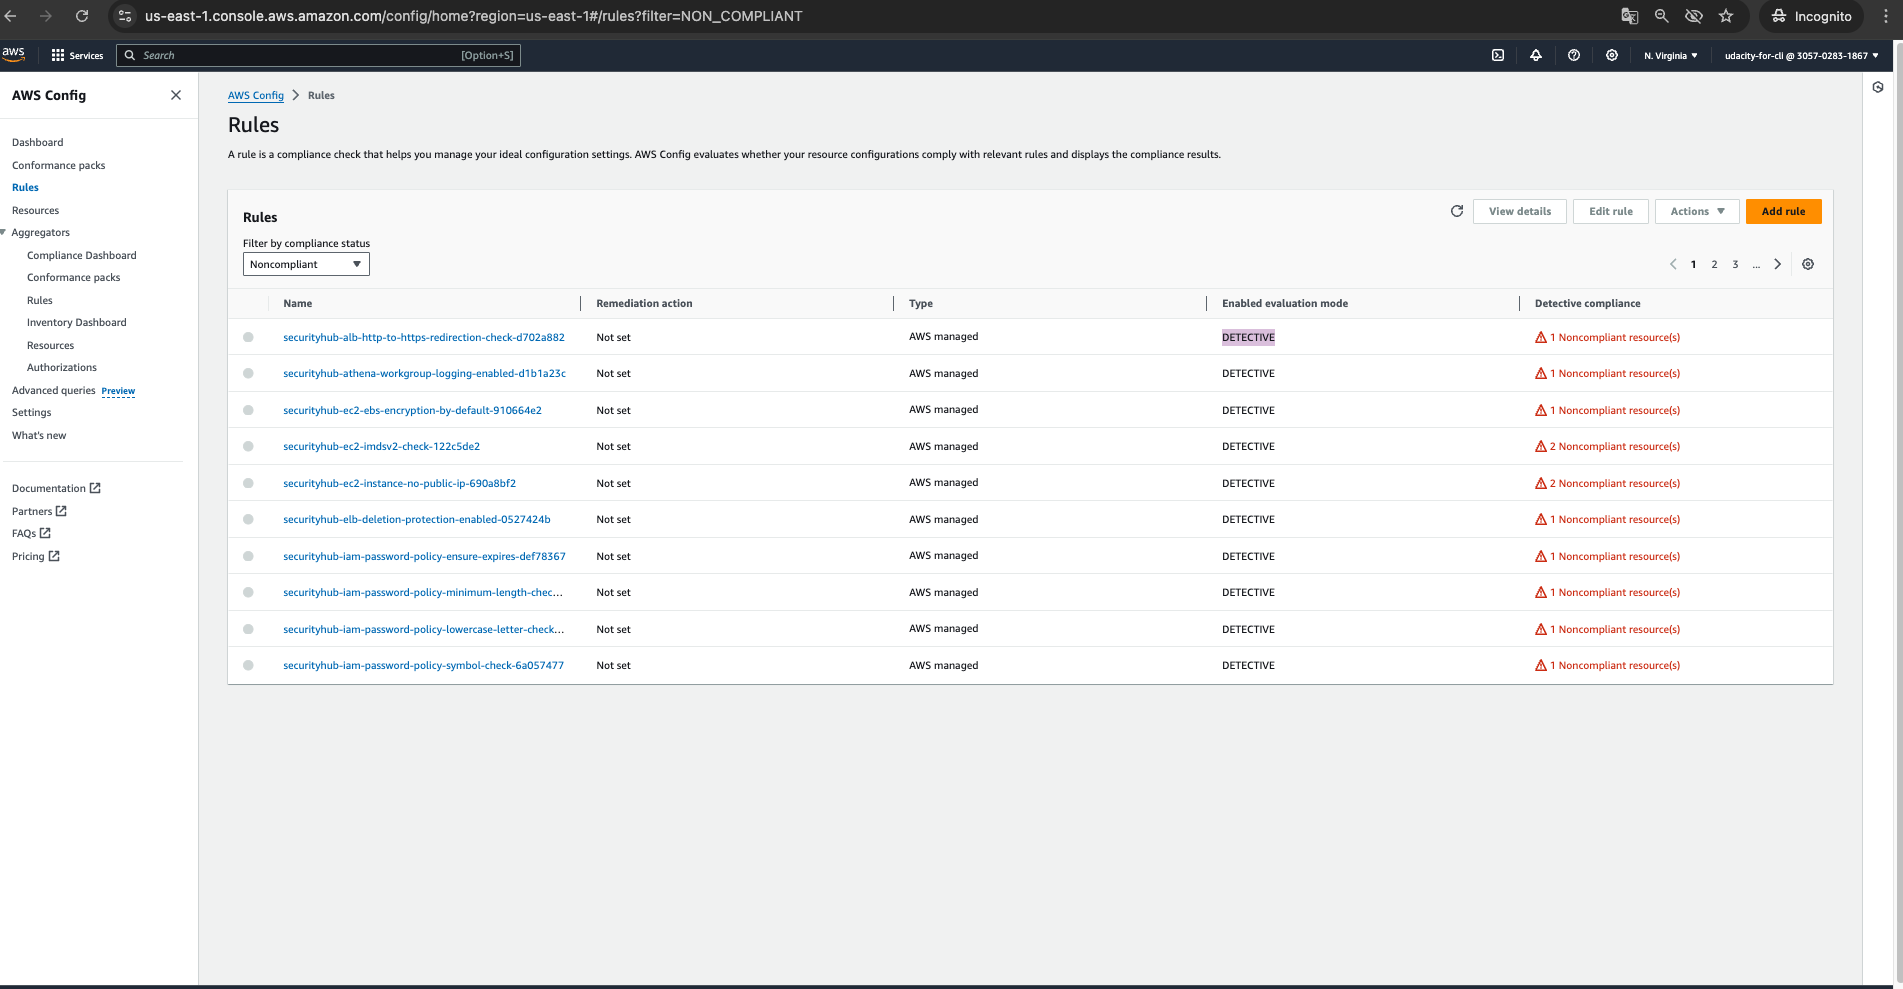 us-east-1.console.aws.amazon.com/config/home?region=us-east-1#/rules?filter=NON_COMPLIANT
Incognito
aws
Services
Search
[Option+S]
N. Virginia
udacity-for-cli @ 3057-0283-1867
AWS Config
Dashboard
Conformance packs
Rules
Resources
Aggregators
Compliance Dashboard
Conformance packs
Rules
Inventory Dashboard
Resources
Authorizations
Advanced queries Preview
Settings
What's new
Documentation
Partners
FAQs
Pricing
AWS Config > Rules
Rules
A rule is a compliance check that helps you manage your ideal configuration settings. AWS Config evaluates whether your resource configurations comply with relevant rules and displays the compliance results.
Rules
View details
Edit rule
Actions
Add rule
Filter by compliance status
Noncompliant
1 2 3 ...
Name Remediation action Type Enabled evaluation mode Detective compliance
securityhub-alb-http-to-https-redirection-check-d702a882 Not set AWS managed DETECTIVE 1 Noncompliant resource(s)
securityhub-athena-workgroup-logging-enabled-d1b1a23c Not set AWS managed DETECTIVE 1 Noncompliant resource(s)
securityhub-ec2-ebs-encryption-by-default-910664e2 Not set AWS managed DETECTIVE 1 Noncompliant resource(s)
securityhub-ec2-imdsv2-check-122c5de2 Not set AWS managed DETECTIVE 2 Noncompliant resource(s)
securityhub-ec2-instance-no-public-ip-690a8bf2 Not set AWS managed DETECTIVE 2 Noncompliant resource(s)
securityhub-elb-deletion-protection-enabled-0527424b Not set AWS managed DETECTIVE 1 Noncompliant resource(s)
securityhub-iam-password-policy-ensure-expires-def78367 Not set AWS managed DETECTIVE 1 Noncompliant resource(s)
securityhub-iam-password-policy-minimum-length-chec... Not set AWS managed DETECTIVE 1 Noncompliant resource(s)
securityhub-iam-password-policy-lowercase-letter-check... Not set AWS managed DETECTIVE 1 Noncompliant resource(s)
securityhub-iam-password-policy-symbol-check-6a057477 Not set AWS managed DETECTIVE 1 Noncompliant resource(s)